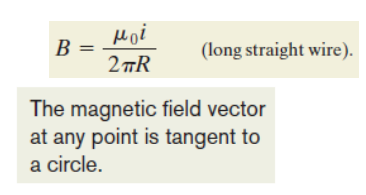 B = μ₀i / 2πR (long straight wire).
The magnetic field vector
at any point is tangent to
a circle.